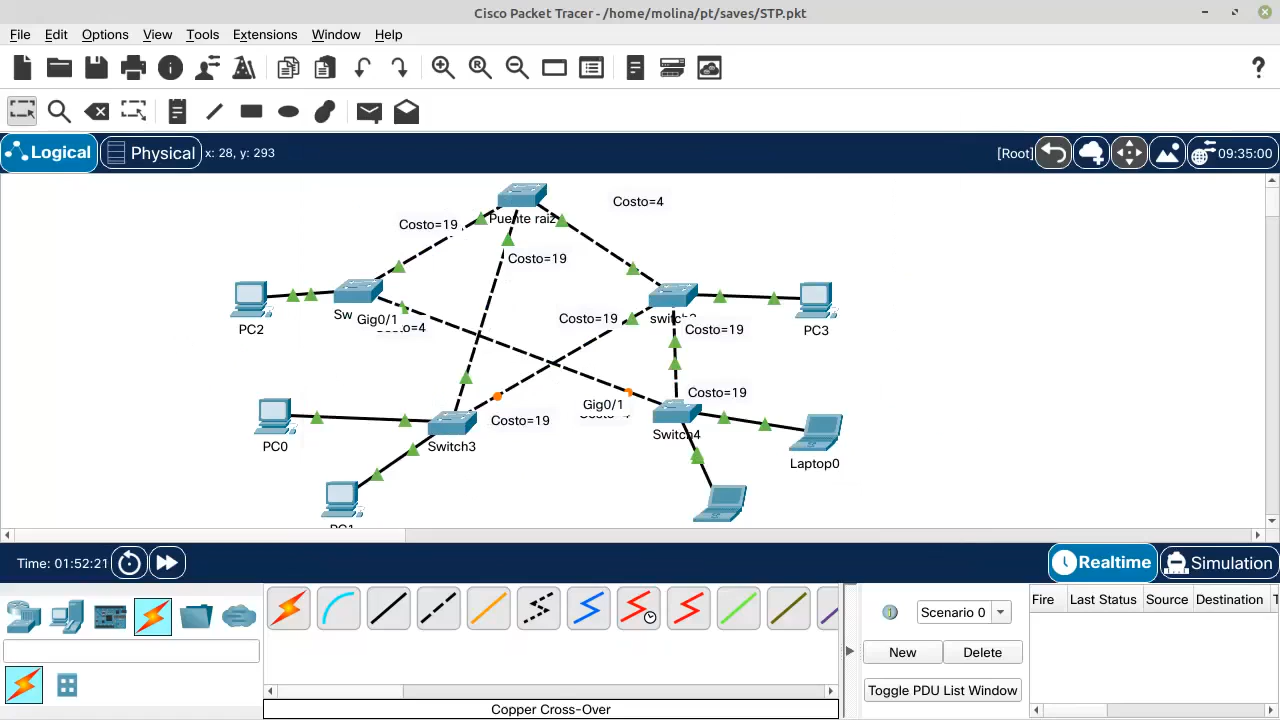 Cisco Packet Tracer - /home/molina/pt/saves/STP.pkt
File Edit Options View Tools Extensions Window Help
Logical Physical x: 28, y: 293 [Root] 09:35:00
Costo=4
Puente raiz
Costo=19
Costo=19
Sw
Gig0/1
Costo=19
Costo=19
PC2
PC3
Costo=19
Gig0/1
Costo=19
Switch4
PC0
Switch3
Laptop0
Time: 01:52:21 Realtime Simulation
Fire Last Status Source Destination T
Scenario 0
New Delete
Toggle PDU List Window
Copper Cross-Over